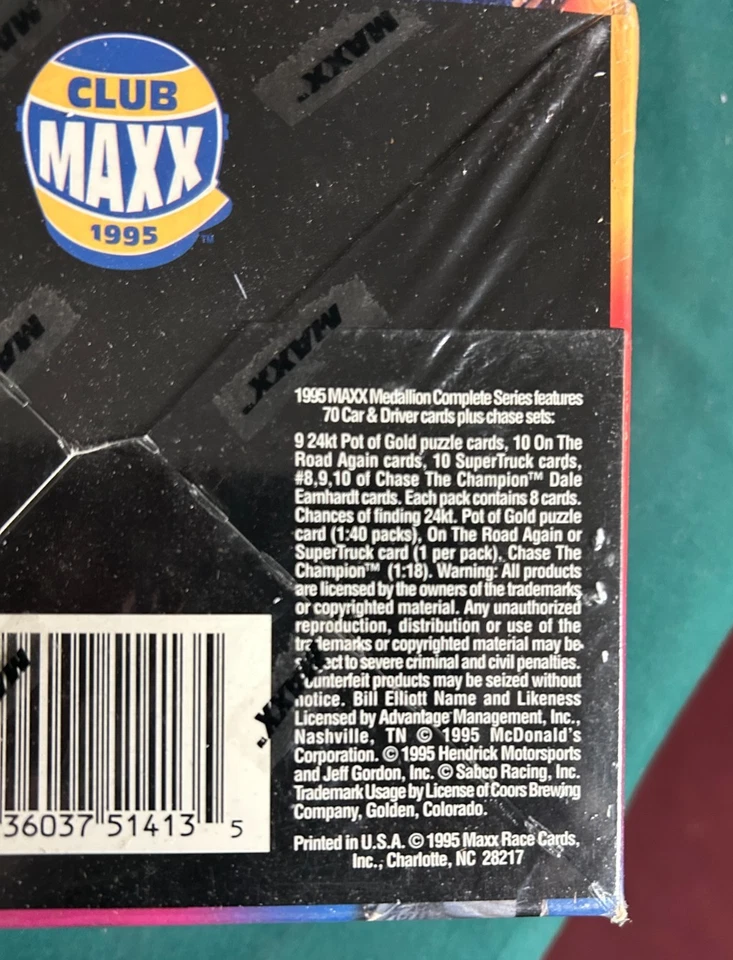 CLUB
MAXX
1995
TM
MAXX
MAXX
MAXX
1995 MAXX Medallion Complete Series features
70 Car & Driver cards plus chase sets:
9 24kt Pot of Gold puzzle cards, 10 On The
Road Again cards, 10 SuperTruck cards,
#8,9,10 of Chase The Champion™ Dale
Earnhardt cards. Each pack contains 8 cards.
Chances of finding 24kt. Pot of Gold puzzle
card (1:40 packs), On The Road Again or
SuperTruck card (1 per pack), Chase The
Champion™ (1:18). Warning: All products
are licensed by the owners of the trademarks
or copyrighted material. Any unauthorized
reproduction, distribution or use of the
trademarks or copyrighted material may be
ect to severe criminal and civil penalties.
ounterfeit products may be seized without
notice. Bill Elliott Name and Likeness
Licensed by Advantage Management, Inc.,
Nashville, TN © 1995 McDonald's
Corporation. © 1995 Hendrick Motorsports
and Jeff Gordon, Inc. © Sabco Racing, Inc.
Trademark Usage by License of Coors Brewing
Company, Golden, Colorado.
Printed in U.S.A. © 1995 Maxx Race Cards,
Inc., Charlotte, NC 28217
36037 51413 5